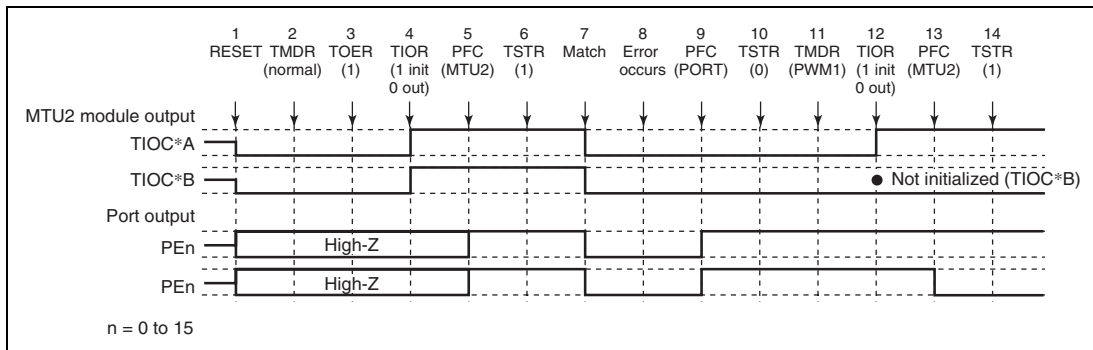 1 2 3 4 5 6 7 8 9 10 11 12 13 14
RESET TMDR TOER TIOR PFC TSTR Match Error PFC TSTR TMDR TIOR PFC TSTR
(normal) (1) (1 init (MTU2) (1) occurs (PORT) (0) (PWM1) (1 init (MTU2) (1)
0 out) 0 out)
MTU2 module output
TIOC*A
TIOC*B
● Not initialized (TIOC*B)
Port output
PEn
High-Z
PEn
High-Z
n = 0 to 15